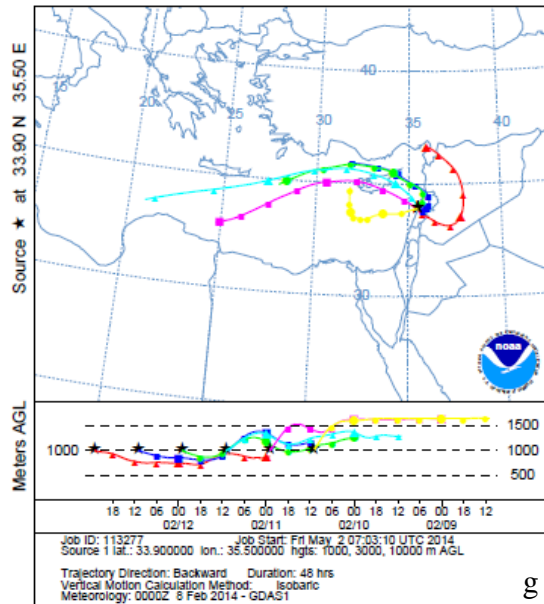 Source ★ at 33.90 N 35.50 E
15
20
25
30
35
40
40
35
30
noaa
Meters AGL
1000
1500
1000
500
18 12 06 00 18 12 06 00 18 12 06 00 18 12 06 00 18 12
02/12 02/11 02/10 02/09
Job ID: 113277 Job Start: Fri May 2 07:03:10 UTC 2014
Source 1 lat.: 33.900000 lon.: 35.500000 hgts: 1000, 3000, 10000 m AGL
Trajectory Direction: Backward Duration: 48 hrs
Vertical Motion Calculation Method: Isobaric
Meteorology: 0000Z 8 Feb 2014 - GDAS1
g